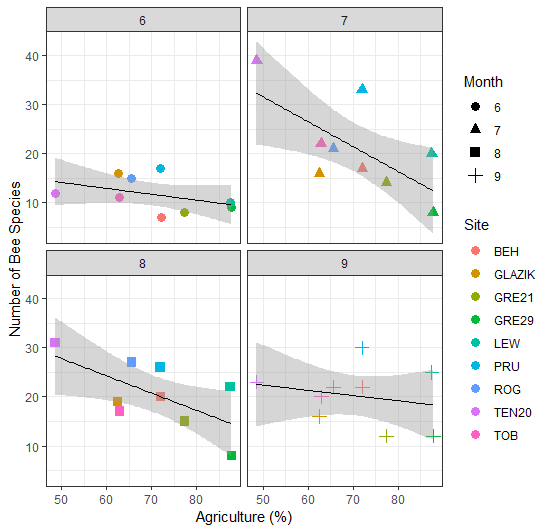 6
7
40
30
20
10
8
9
40
30
20
10
50
60
70
80
50
60
70
80
Agriculture (%)
Number of Bee Species
Month
6
7
8
9
Site
BEH
GLAZIK
GRE21
GRE29
LEW
PRU
ROG
TEN20
TOB